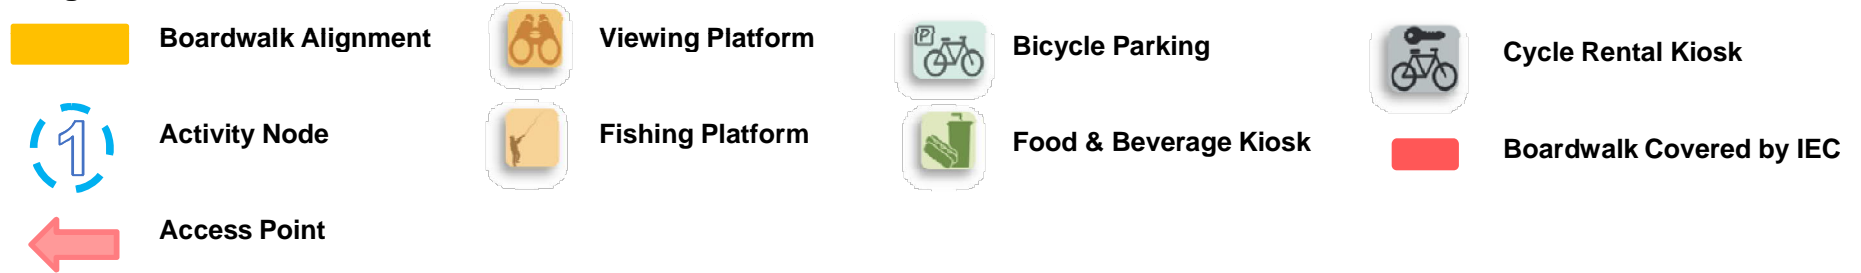 Boardwalk Alignment
Viewing Platform
P
Bicycle Parking
Cycle Rental Kiosk
1
Activity Node
Fishing Platform
Food & Beverage Kiosk
Boardwalk Covered by IEC
Access Point